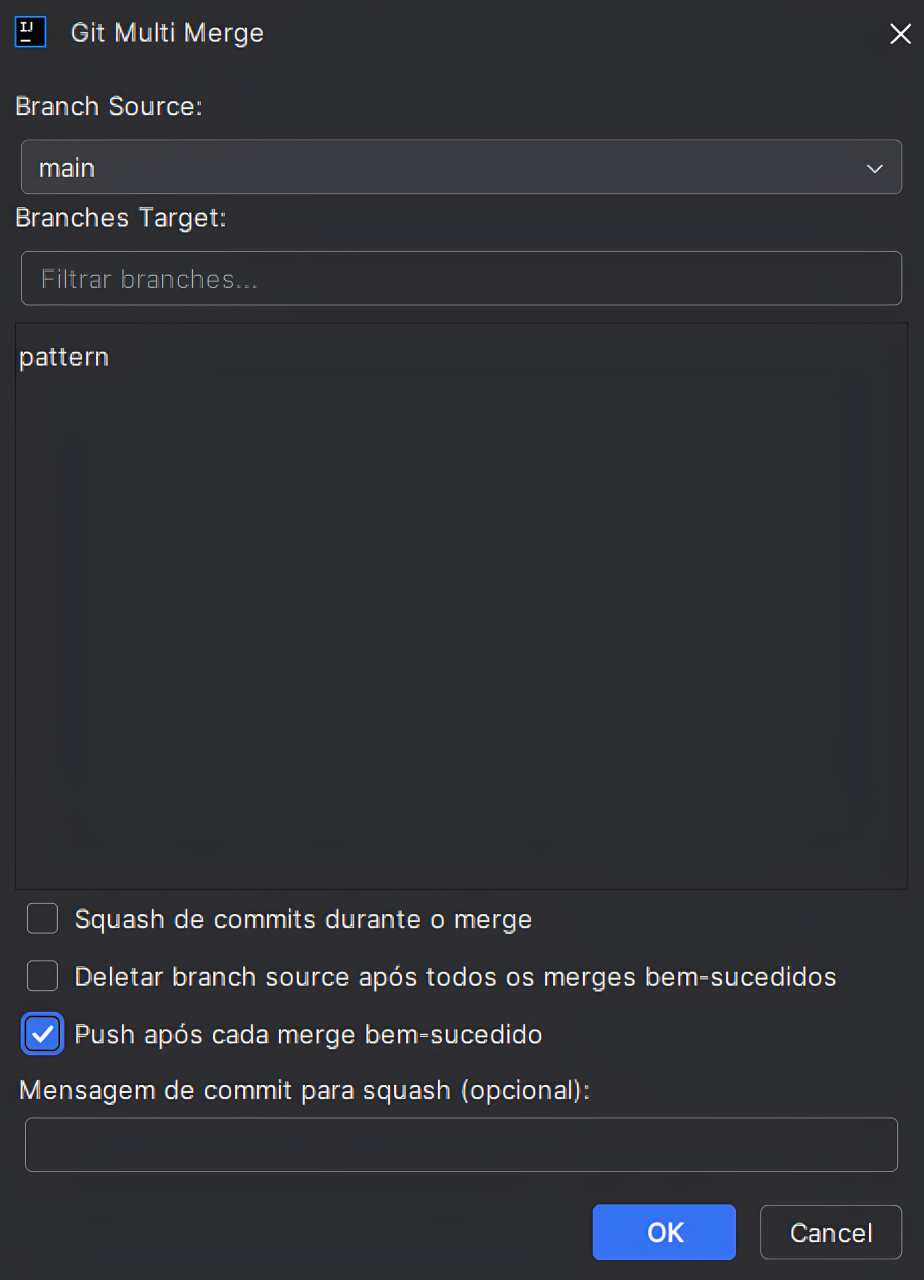 IJ
Git Multi Merge
Branch Source:
main
Branches Target:
Filtrar branches...
pattern
Squash de commits durante o merge
Deletar branch source após todos os merges bem-sucedidos
Push após cada merge bem-sucedido
Mensagem de commit para squash (opcional):
OK
Cancel